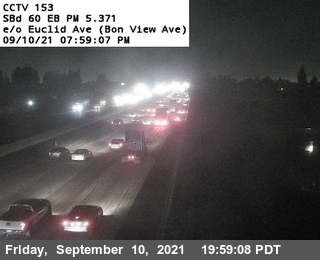 CCTV 153
SBd 60 EB PM 5.371
e/o Euclid Ave (Bon View Ave)
09/10/21 07:59:07 PM
Friday, September 10, 2021 19:59:08 PDT